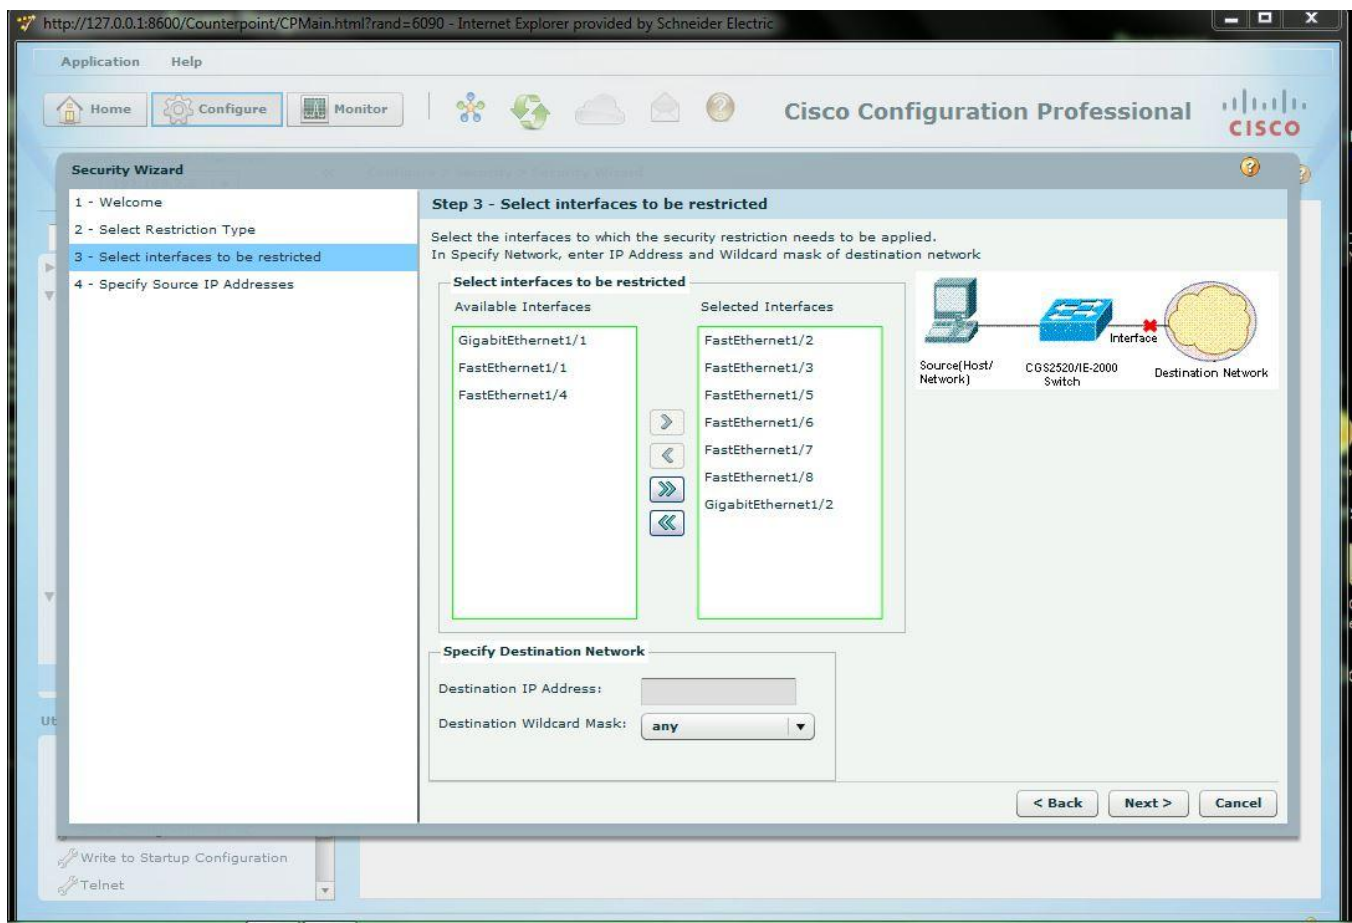 http://127.0.0.1:8600/Counterpoint/CPMain.html?rand=6090 - Internet Explorer provided by Schneider Electric
Application Help
Home Configure Monitor
Cisco Configuration Professional
CISCO
Security Wizard
1 - Welcome
2 - Select Restriction Type
3 - Select interfaces to be restricted
4 - Specify Source IP Addresses
Step 3 - Select interfaces to be restricted
Select the interfaces to which the security restriction needs to be applied.
In Specify Network, enter IP Address and Wildcard mask of destination network
Select interfaces to be restricted
Available Interfaces
GigabitEthernet1/1
FastEthernet1/1
FastEthernet1/4
Selected Interfaces
FastEthernet1/2
FastEthernet1/3
FastEthernet1/5
FastEthernet1/6
FastEthernet1/7
FastEthernet1/8
GigabitEthernet1/2
Interface
Source(Host/
Network)
CGS2520/IE-2000
Switch
Destination Network
Specify Destination Network
Destination IP Address:
Destination Wildcard Mask: any
< Back Next > Cancel
Ut
Write to Startup Configuration
Telnet